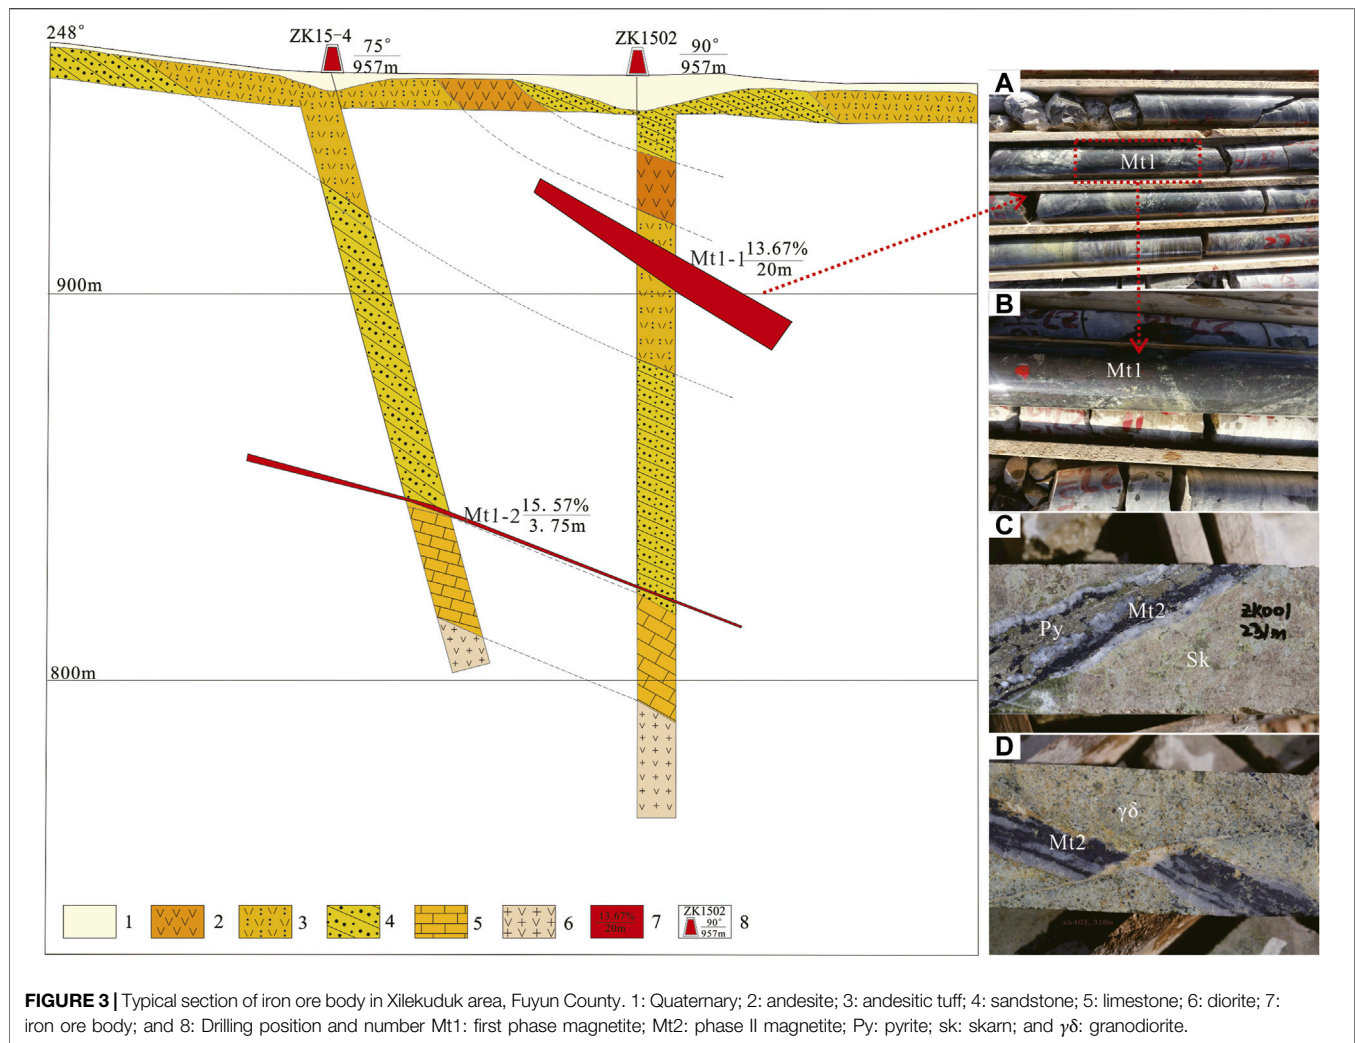 248°
ZK15-4
75°
957m
ZK1502
90°
957m
Mt1-1
13.67%
20m
900m
Mt1-2
15.57%
3.75m
800m
1
2
3
4
5
6
13.67%
20m
7
ZK1502
90°
957m
8
A
Mt1
B
Mt1
C
Mt2
Py
Sk
ZK001
231m
D
γδ
Mt2
FIGURE 3 | Typical section of iron ore body in Xilekuduk area, Fuyun County. 1: Quaternary; 2: andesite; 3: andesitic tuff; 4: sandstone; 5: limestone; 6: diorite; 7:
iron ore body; and 8: Drilling position and number Mt1: first phase magnetite; Mt2: phase II magnetite; Py: pyrite; sk: skarn; and γδ: granodiorite.